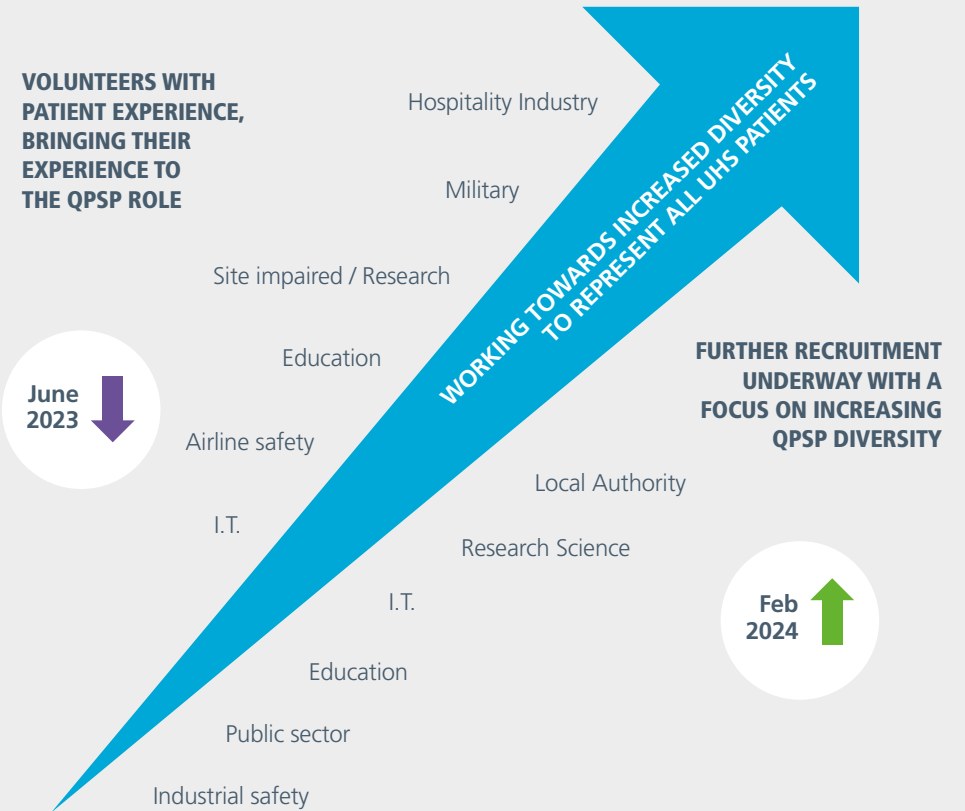 VOLUNTEERS WITH
PATIENT EXPERIENCE,
BRINGING THEIR
EXPERIENCE TO
THE QPSP ROLE
Hospitality Industry
Military
Site impaired / Research
Education
Airline safety
I.T.
June
2023
WORKING TOWARDS INCREASED DIVERSITY
TO REPRESENT ALL UHS PATIENTS
FURTHER RECRUITMENT
UNDERWAY WITH A
FOCUS ON INCREASING
QPSP DIVERSITY
Local Authority
Research Science
I.T.
Education
Public sector
Industrial safety
Feb
2024